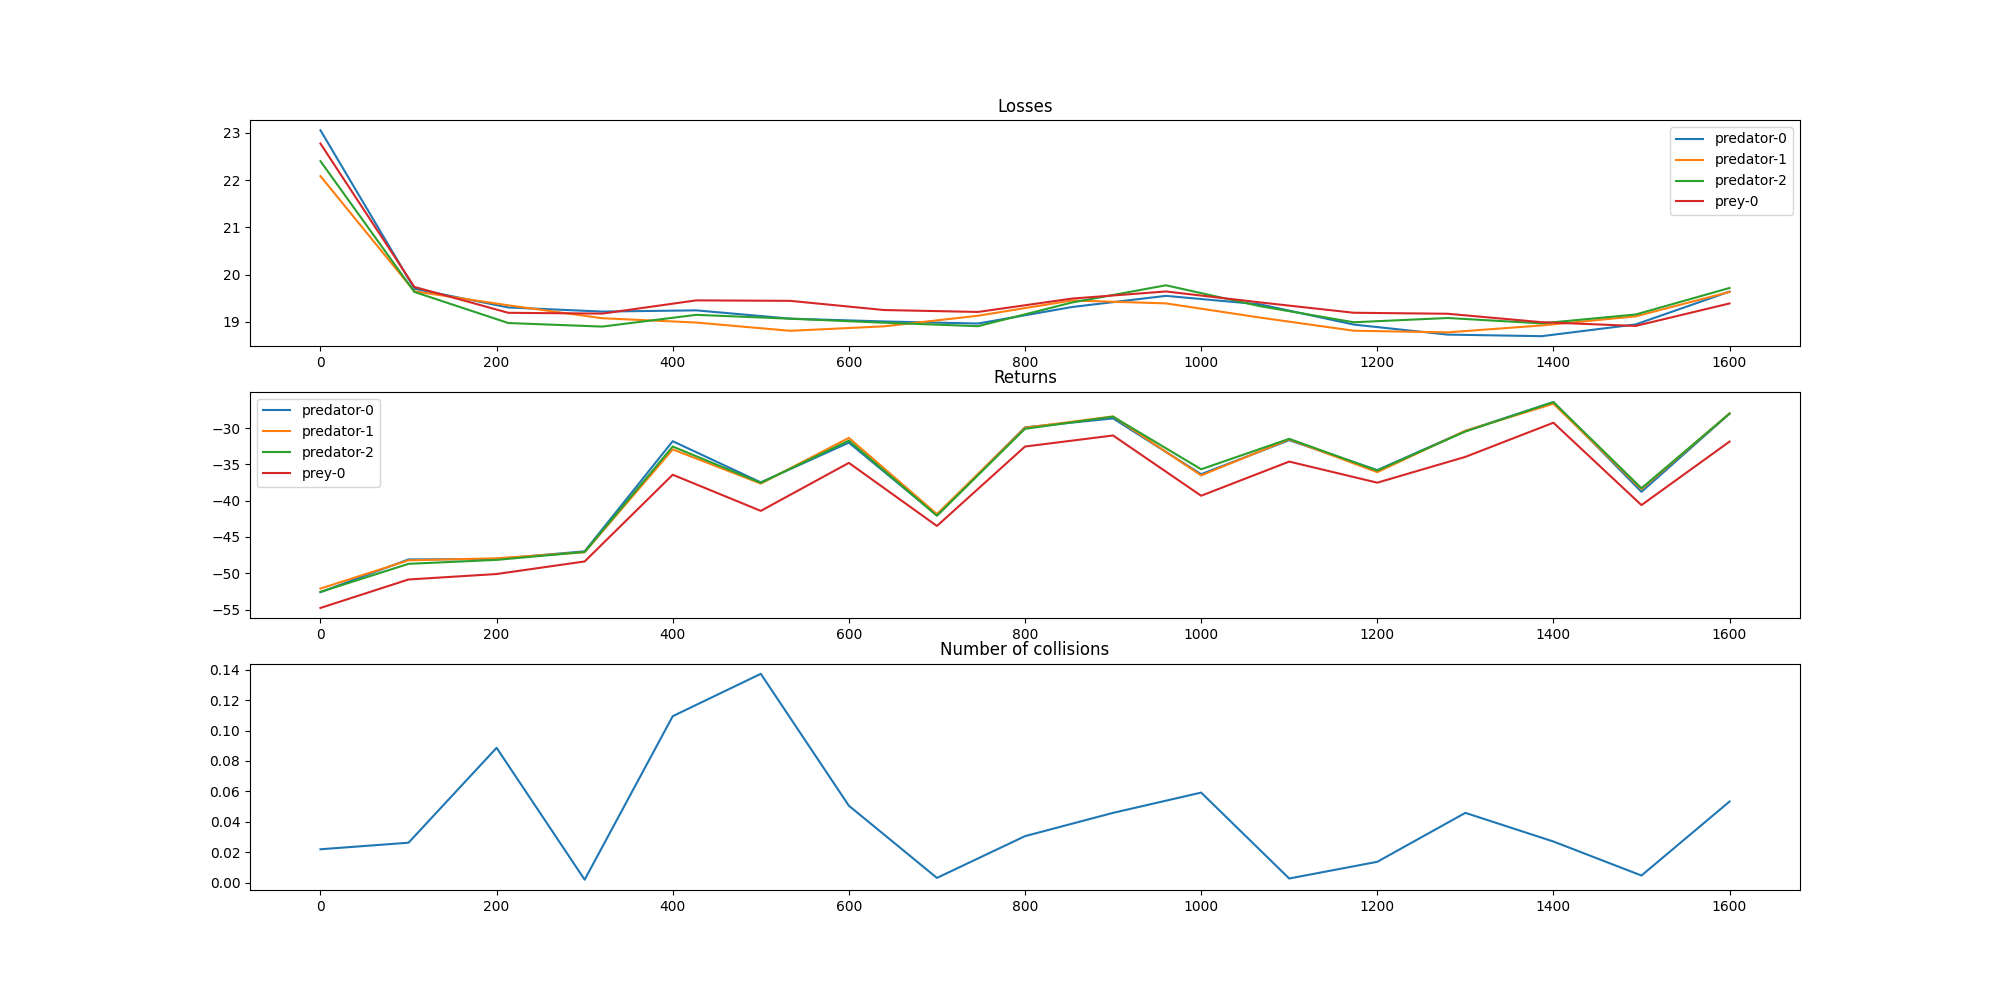 Losses
23
22
21
20
19
predator-0
predator-1
predator-2
prey-0
0 200 400 600 800 1000 1200 1400 1600
Returns
−30
−35
−40
−45
−50
−55
predator-0
predator-1
predator-2
prey-0
0 200 400 600 800 1000 1200 1400 1600
Number of collisions
0.14
0.12
0.10
0.08
0.06
0.04
0.02
0.00
0 200 400 600 800 1000 1200 1400 1600